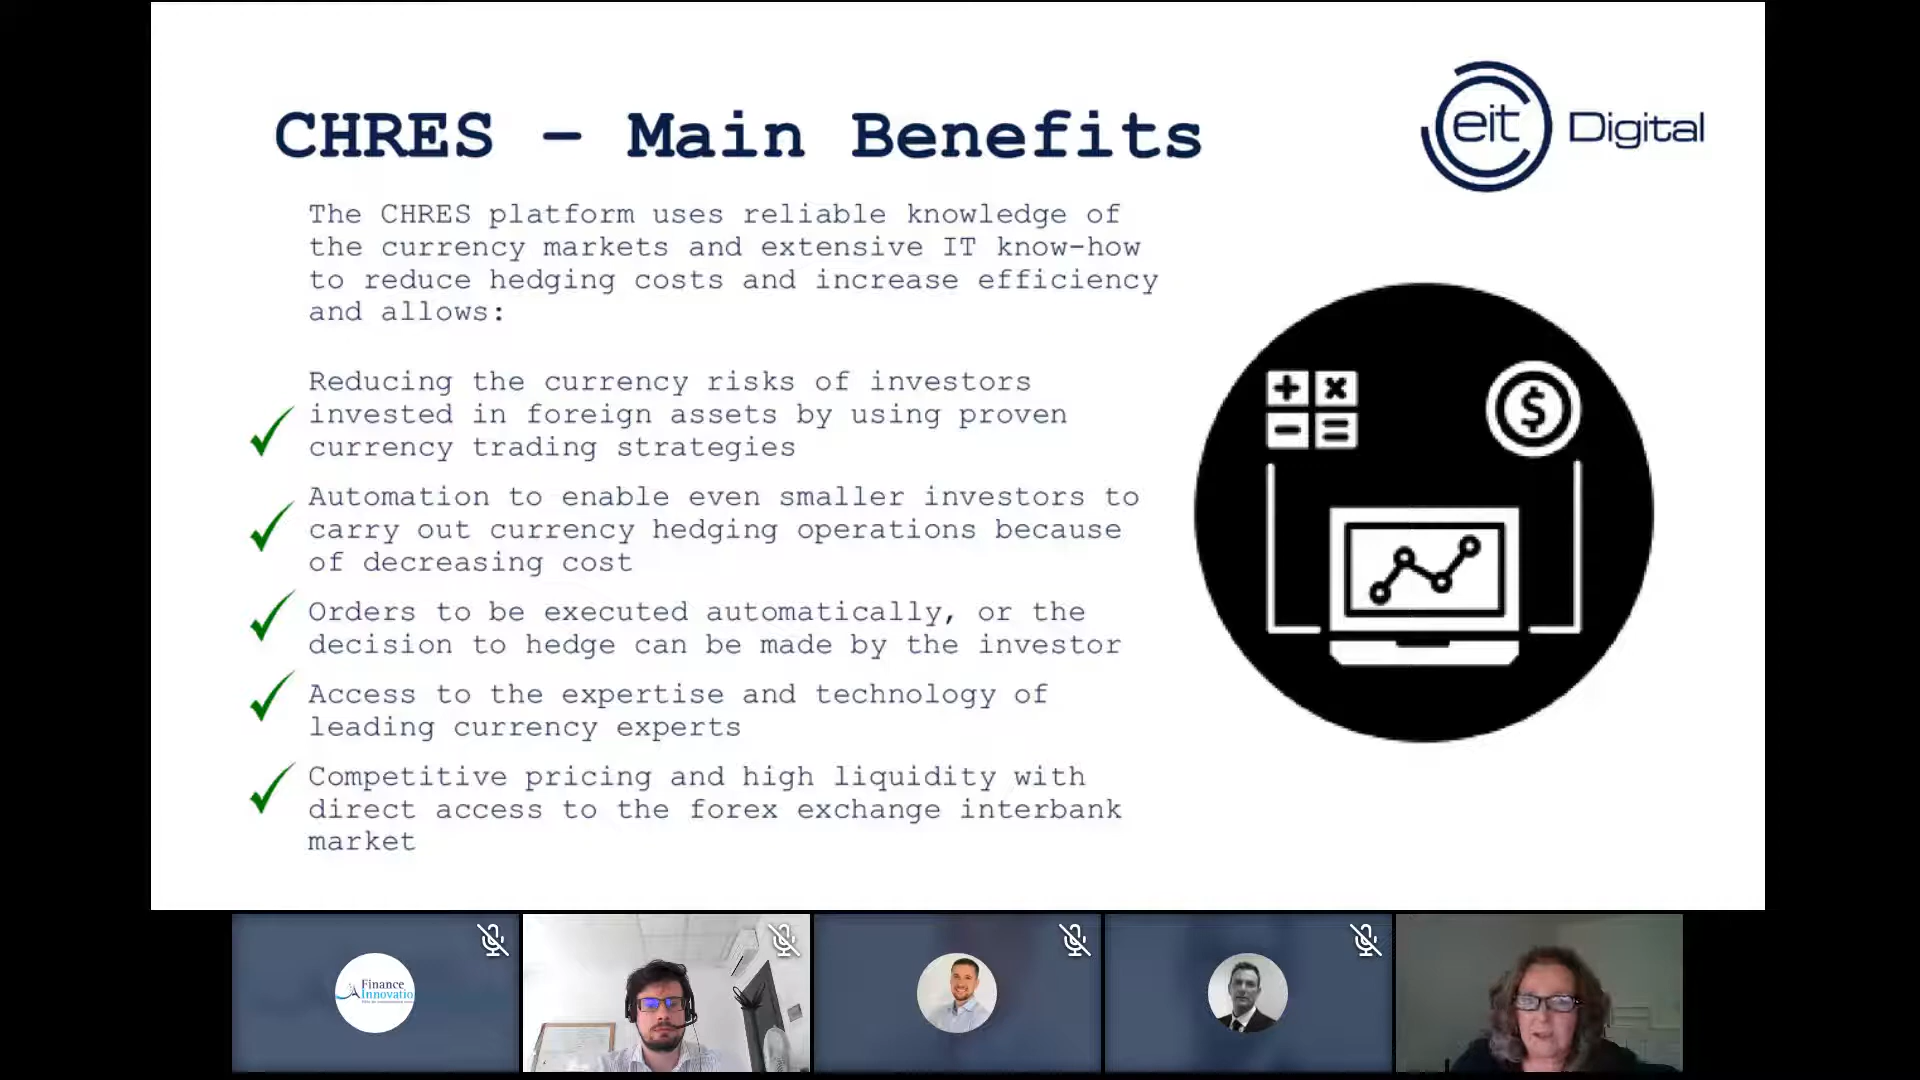 CHRES – Main Benefits
eit Digital
The CHRES platform uses reliable knowledge of
the currency markets and extensive IT know-how
to reduce hedging costs and increase efficiency
and allows:
Reducing the currency risks of investors
invested in foreign assets by using proven
currency trading strategies
Automation to enable even smaller investors to
carry out currency hedging operations because
of decreasing cost
Orders to be executed automatically, or the
decision to hedge can be made by the investor
Access to the expertise and technology of
leading currency experts
Competitive pricing and high liquidity with
direct access to the forex exchange interbank
market
Finance
Innovatio